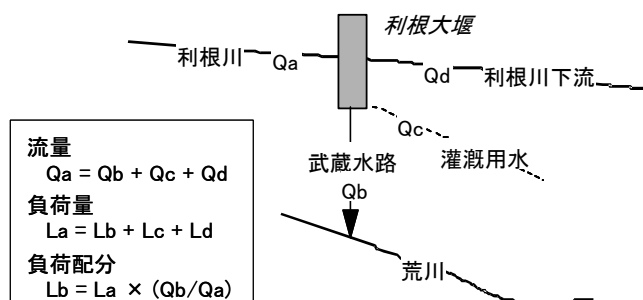 利根大堰
利根川 Qa
Qd 利根川下流
Qc
灌漑用水
武蔵水路
Qb
荒川
流量
Qa = Qb + Qc + Qd
負荷量
La = Lb + Lc + Ld
負荷配分
Lb = La × (Qb/Qa)